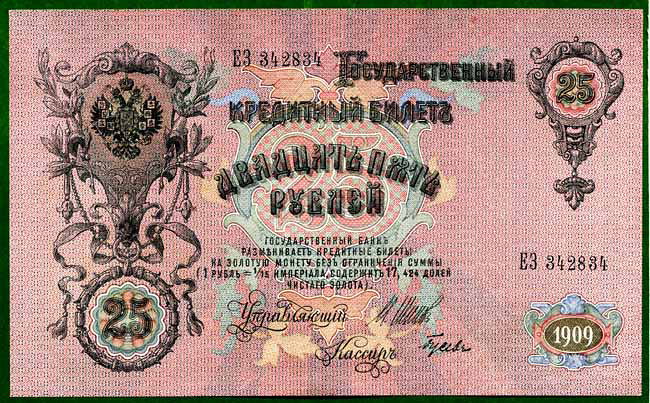 ЕЗ 342834
Государственный
25
Кредитный Билетъ
Двадцать пять
Рублей
Государственный банкъ
размѣниваетъ кредитные билеты
на золотую монету безъ ограниченія суммы
(1 рубль = 1/15 имперіала, содержитъ 17,424 долей
чистаго золота).
ЕЗ 342834
25
Управляющій
Кассиръ
1909